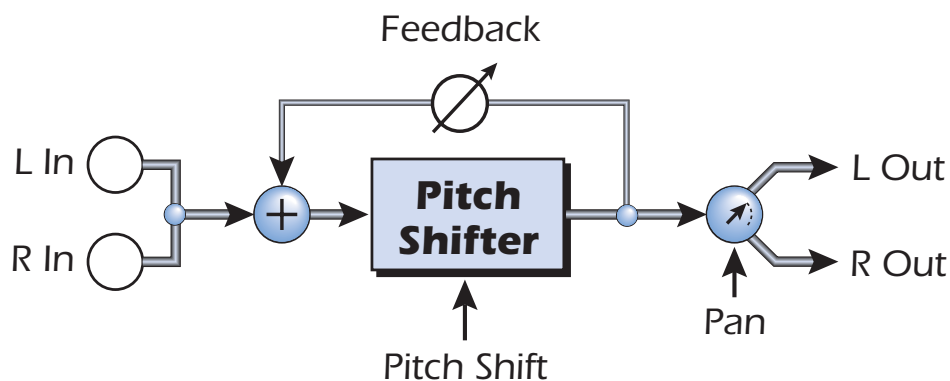 Feedback
L In
R In
+
Pitch
Shifter
L Out
R Out
Pan
Pitch Shift